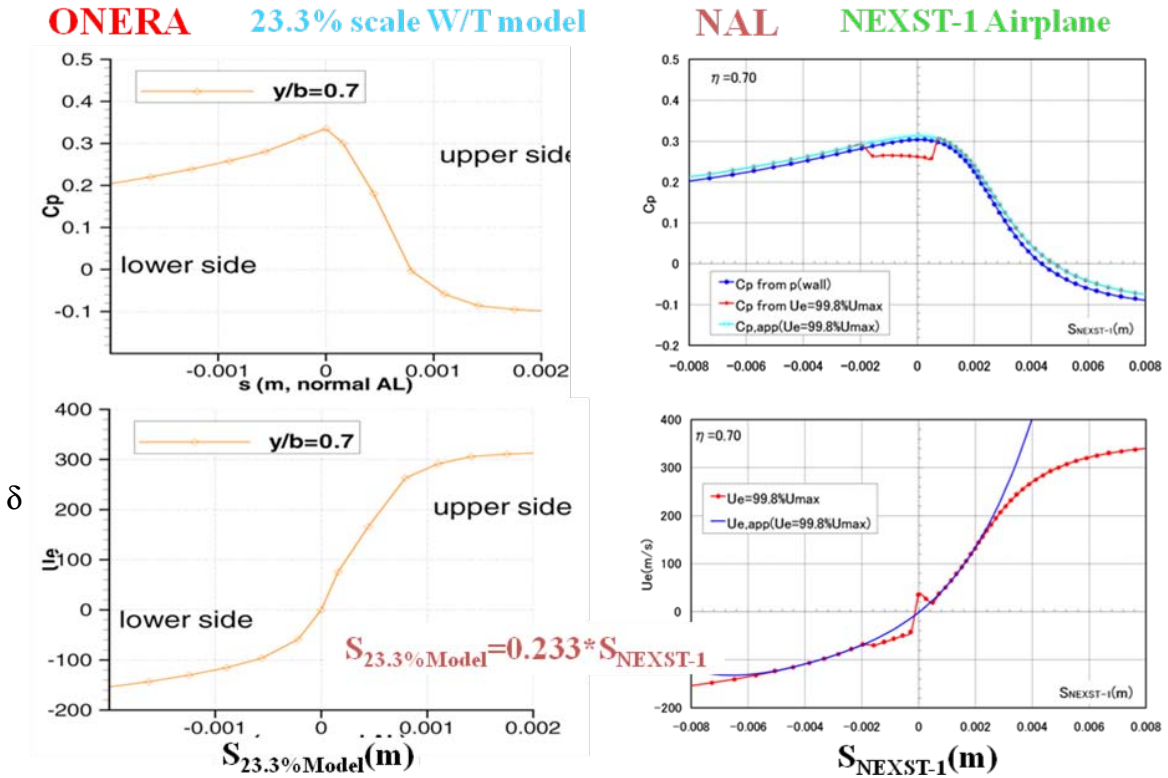 ONERA 23.3% scale W/T model NAL NEXST-1 Airplane
0.5
0.4
0.3
0.2
0.1
0
-0.1
Cp
y/b=0.7
upper side
lower side
-0.001 0 0.001 0.002
s (m, normal AL)
0.5
0.4
0.3
0.2
0.1
0
-0.1
-0.2
Cp
η=0.70
Cp from p(wall)
Cp from Ue=99.8%Umax
Cp,app(Ue=99.8%Umax)
SNEXST-1(m)
-0.008 -0.006 -0.004 -0.002 0 0.002 0.004 0.006 0.008
δ
400
300
200
100
0
-100
-200
Ue
y/b=0.7
upper side
lower side
-0.001 0 0.001 0.002
S23.3%Model(m)
S23.3%Model=0.233*SNEXST-1
400
300
200
100
0
-100
-200
Ue(m/s)
η=0.70
Ue=99.8%Umax
Ue,app(Ue=99.8%Umax)
SNEXST-1(m)
-0.008 -0.006 -0.004 -0.002 0 0.002 0.004 0.006 0.008
SNEXST-1(m)